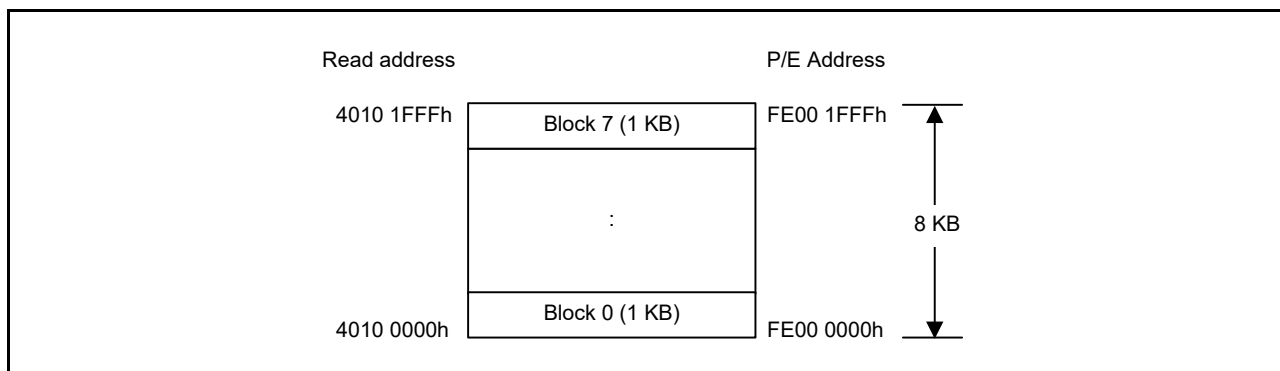 Read address P/E Address
4010 1FFFh Block 7 (1 KB) FE00 1FFFh
: 8 KB
Block 0 (1 KB)
4010 0000h FE00 0000h